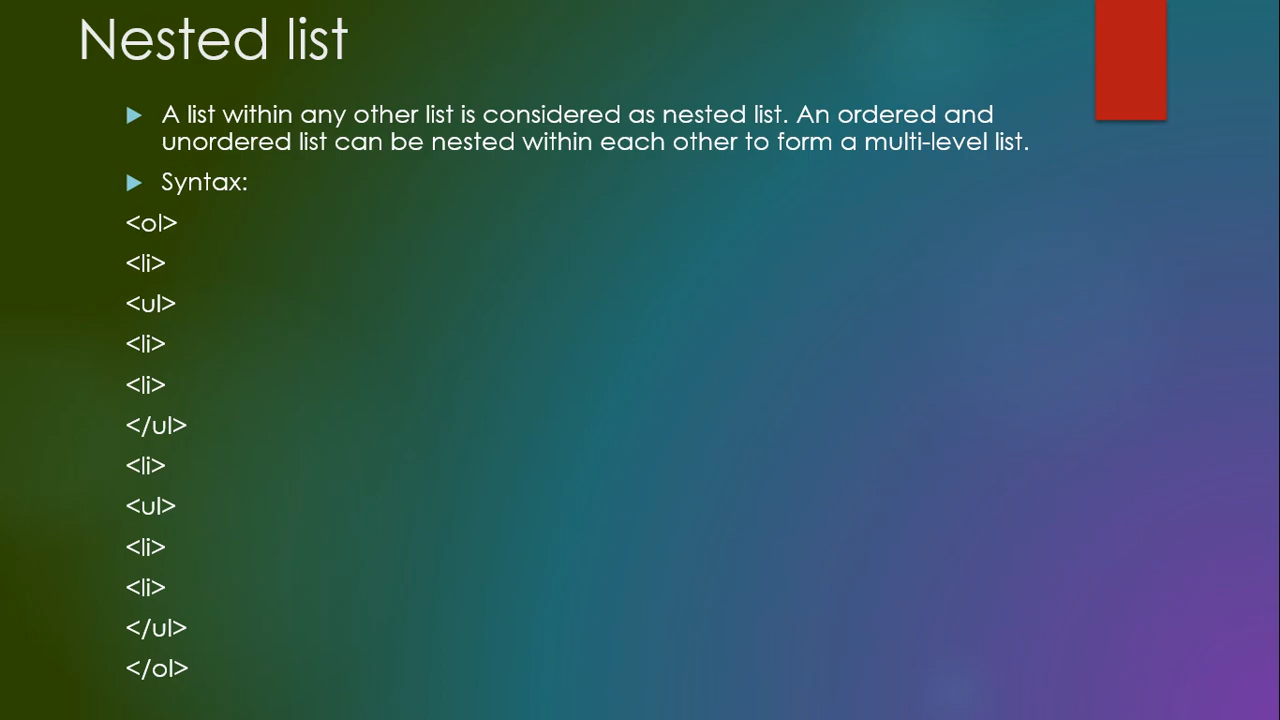 Nested list
A list within any other list is considered as nested list. An ordered and
unordered list can be nested within each other to form a multi-level list.
Syntax:
<ol>
<li>
<ul>
<li>
<li>
</ul>
<li>
<ul>
<li>
<li>
</ul>
</ol>